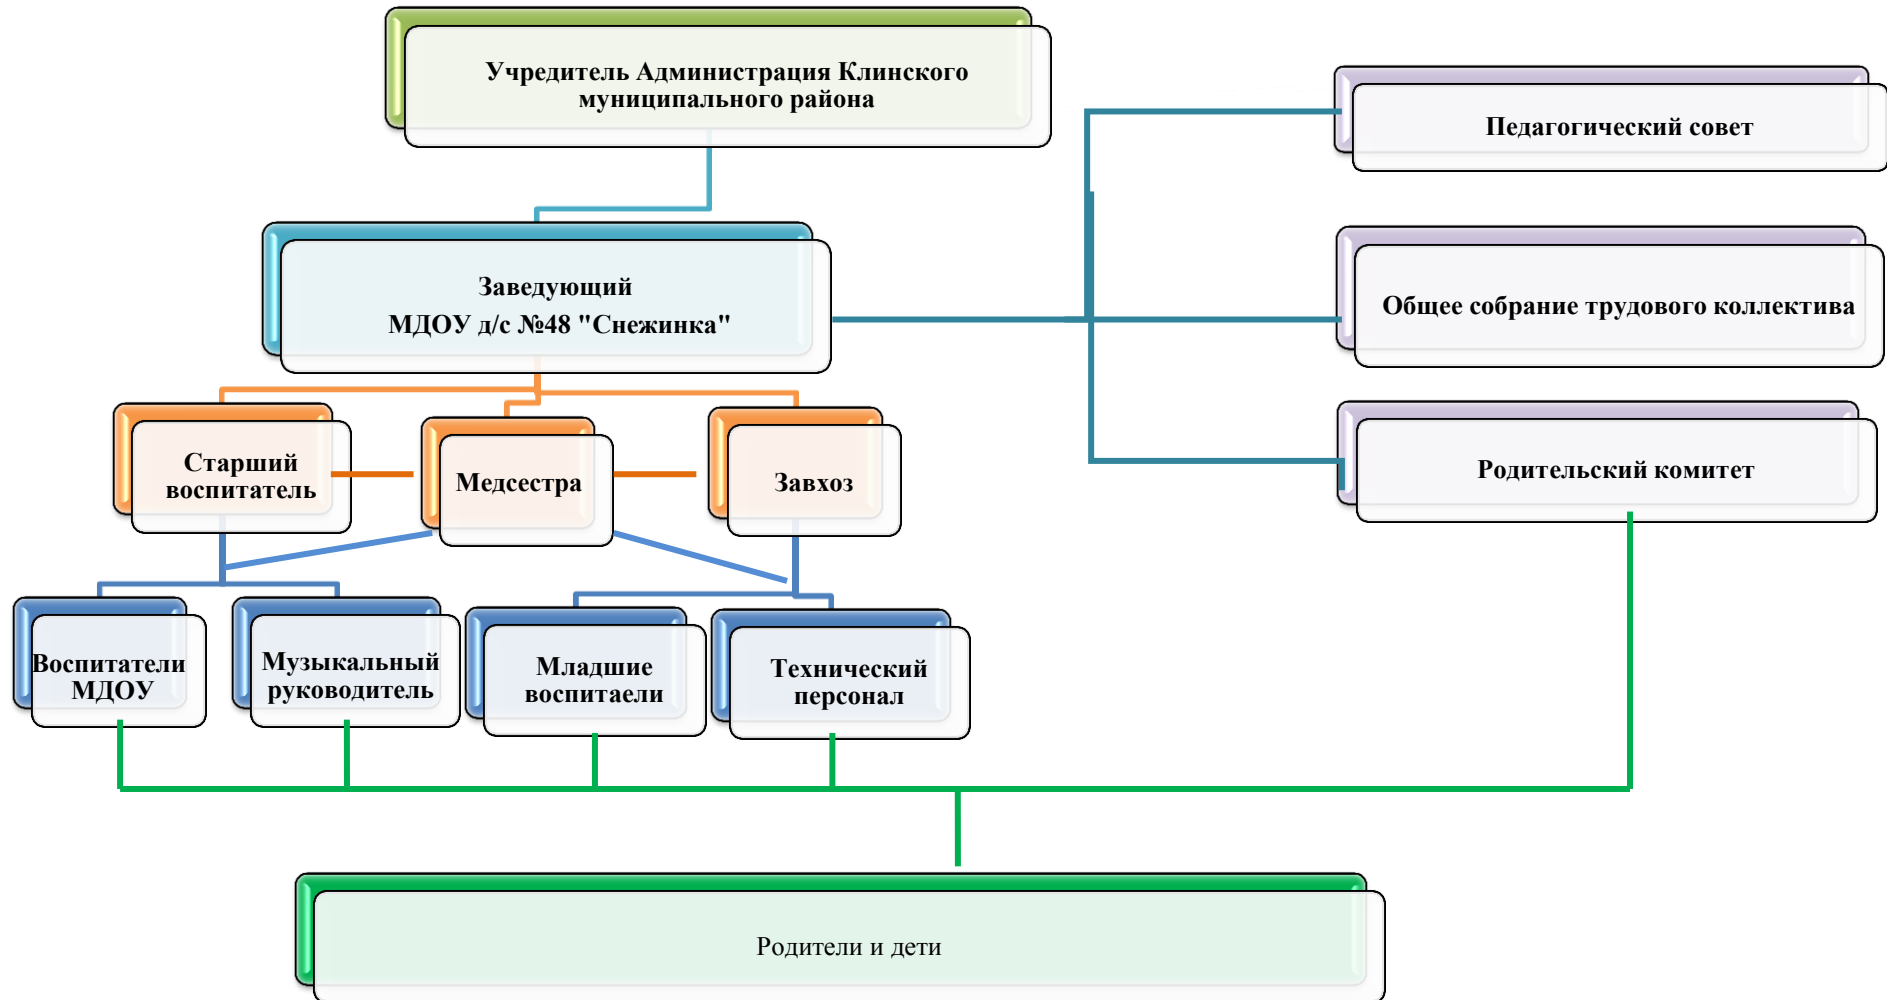 Учредитель Администрация Клинского
муниципального района
Педагогический совет
Заведующий
МДОУ д/с №48 "Снежинка"
Общее собрание трудового коллектива
Старший
воспитатель
Медсестра
Завхоз
Родительский комитет
Воспитатели
МДОУ
Музыкальный
руководитель
Младшие
воспитаели
Технический
персонал
Родители и дети